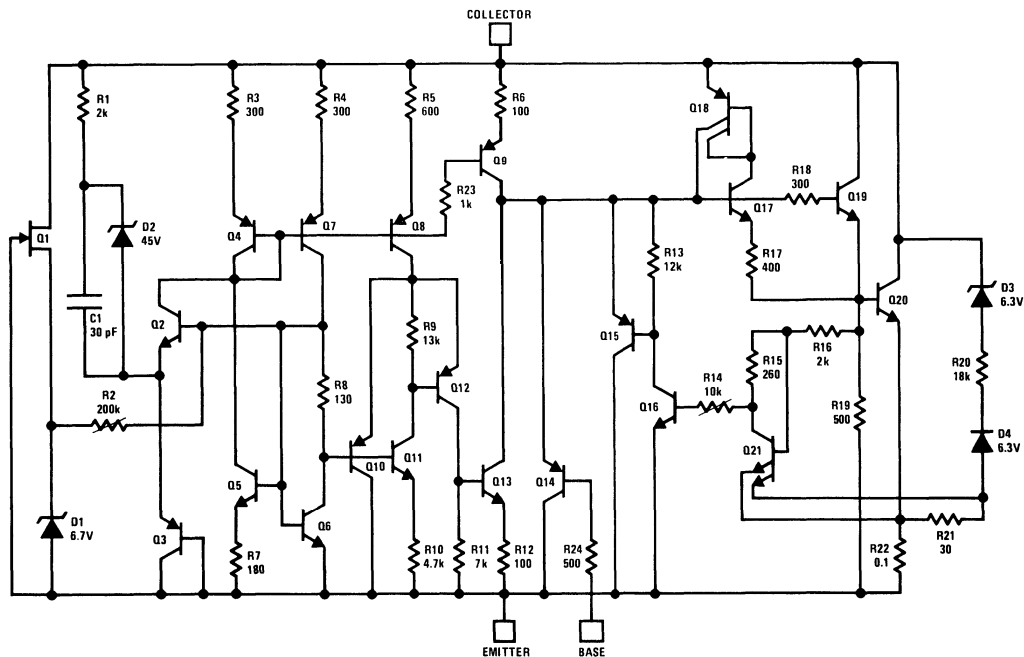 COLLECTOR
R1
2k
R3
300
R4
300
R5
600
R6
100
Q18
Q9
R23
1k
R18
300
Q19
Q17
D2
45V
Q1
Q4
Q7
Q8
R13
12k
R17
400
D3
6.3V
Q20
C1
30 pF
Q2
R9
13k
Q15
R16
2k
R15
260
R20
18k
R2
200k
R8
130
Q12
R14
10k
Q16
R19
500
D4
6.3V
Q21
Q5
Q10
Q11
Q13
Q14
D1
6.7V
Q3
Q6
R7
180
R10
4.7k
R11
7k
R12
100
R24
500
R21
30
R22
0.1
EMITTER
BASE